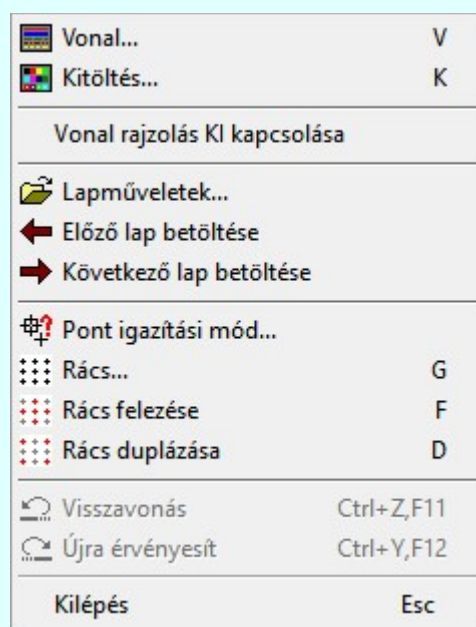 Vonal... V
Kitöltés... K
Vonal rajzolás KI kapcsolása
Lapműveletek...
Előző lap betöltése
Következő lap betöltése
Pont igazítási mód...
Rács... G
Rács felezése F
Rács duplázása D
Visszavonás Ctrl+Z,F11
Újra érvényesít Ctrl+Y,F12
Kilépés Esc